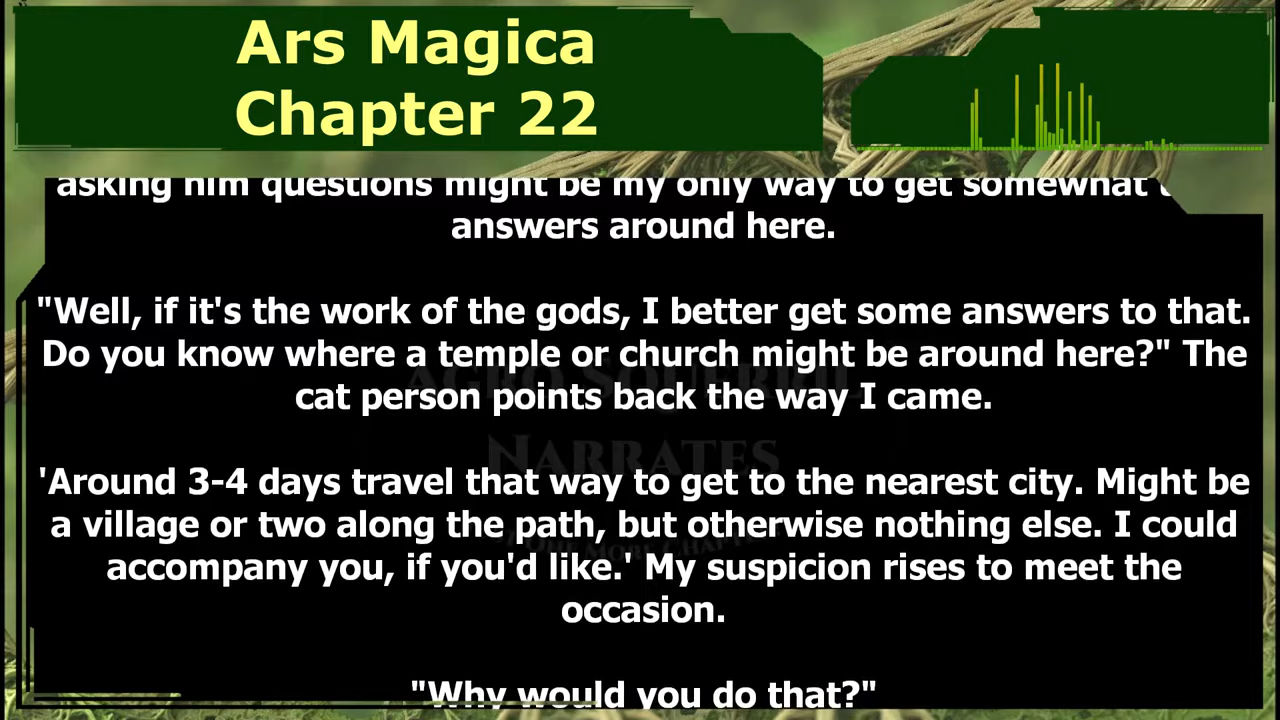 Ars Magica
Chapter 22
asking him questions might be my only way to get somewhat
answers around here.
"Well, if it's the work of the gods, I better get some answers to that.
Do you know where a temple or church might be around here?" The
cat person points back the way I came.
'Around 3-4 days travel that way to get to the nearest city. Might be
a village or two along the path, but otherwise nothing else. I could
accompany you, if you'd like.' My suspicion rises to meet the
occasion.
"Why would you do that?"
Narrates